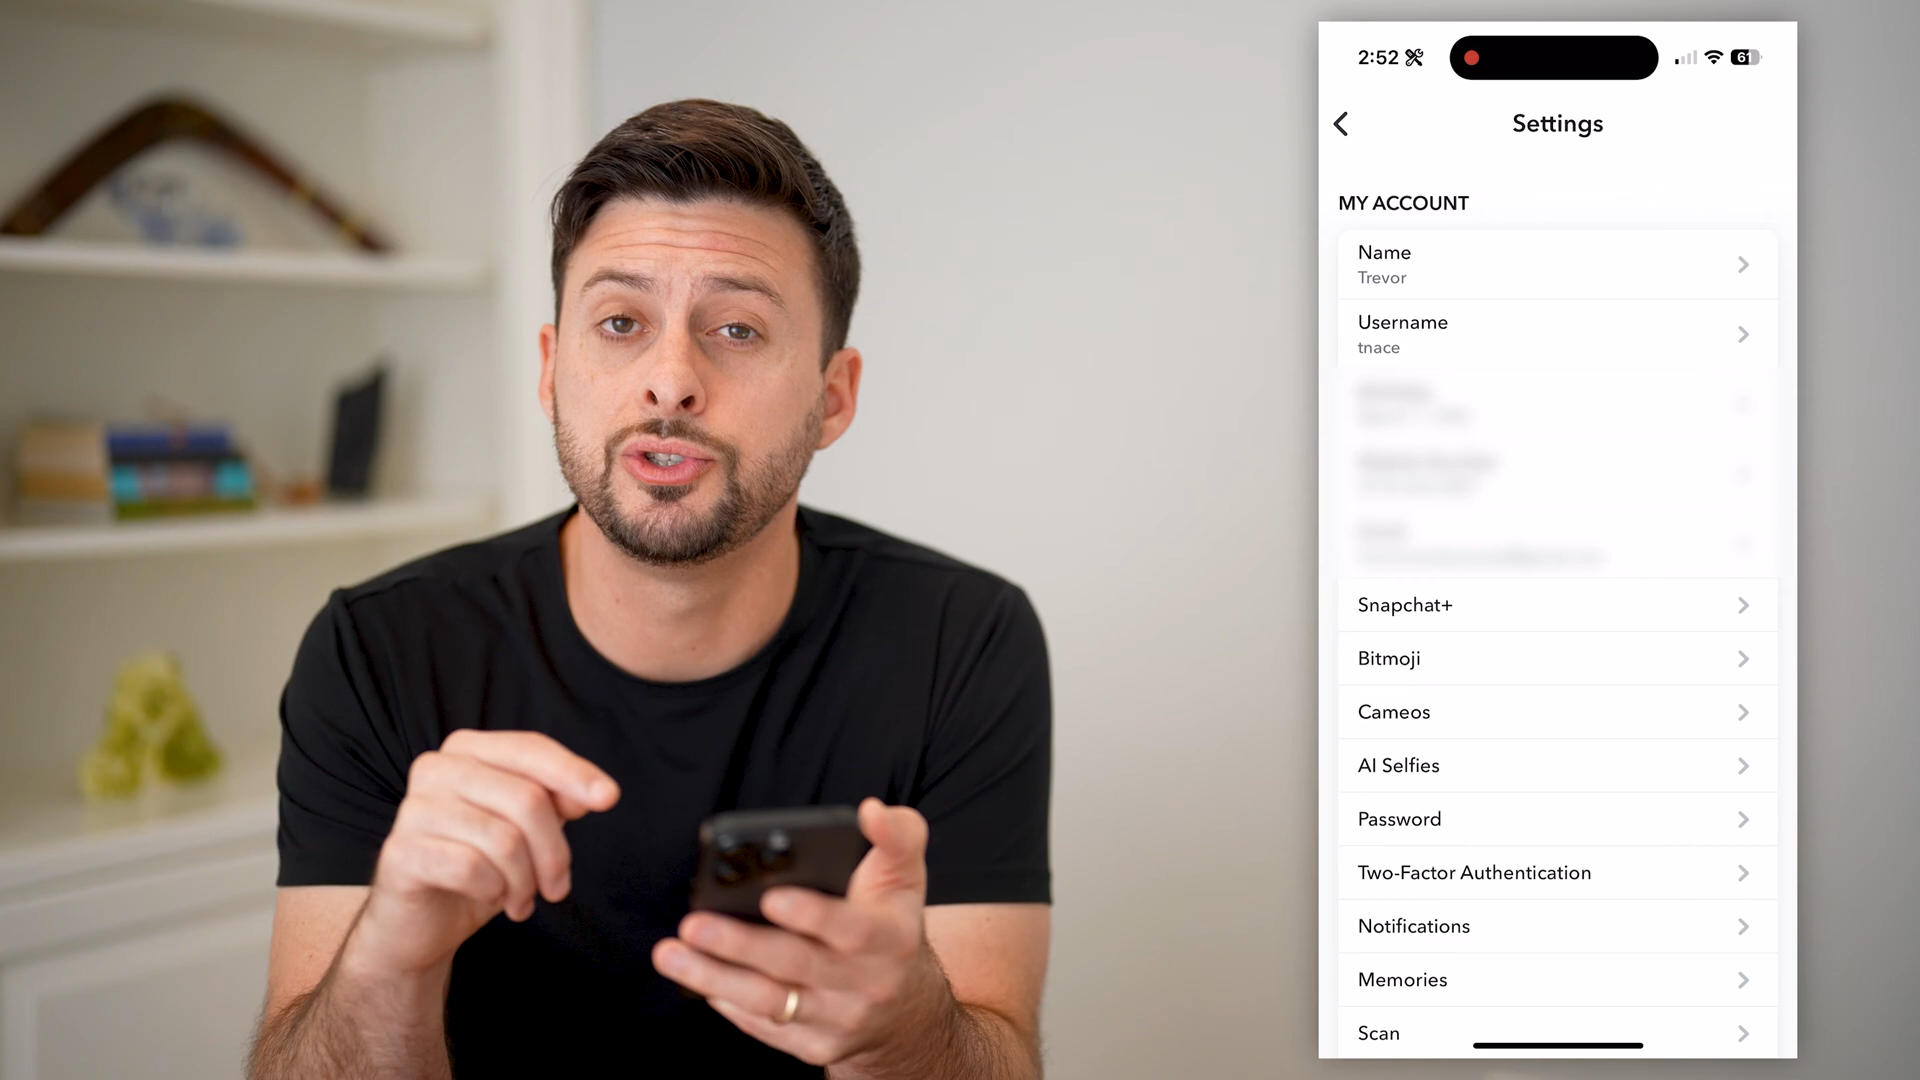 2:52
61
Settings
MY ACCOUNT
Name
Trevor
Username
tnace
Snapchat+
Bitmoji
Cameos
AI Selfies
Password
Two-Factor Authentication
Notifications
Memories
Scan